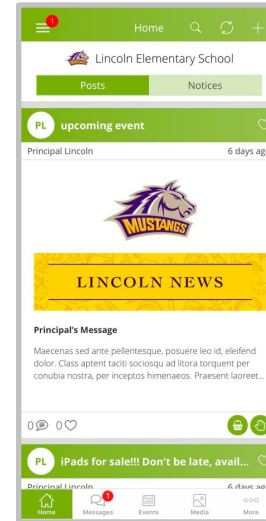 1
Home
Lincoln Elementary School
Posts
Notices
PL
upcoming event
Principal Lincoln
6 days ag
MUSTANGS
LINCOLN NEWS
Principal's Message
Maecenas sed ante pellentesque, posuere leo id, eleifend
dolor. Class aptent taciti sociosqu ad litora torquent per
conubia nostra, per inceptos himenaeos. Praesent laoreet...
0
0
PL
iPads for sale!!! Don't be late, avail...
Principal Lincoln
6 days ag
1
Home
Messages
Events
Media
More